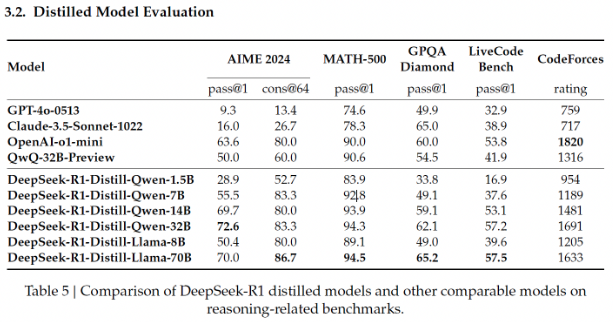 3.2. Distilled Model Evaluation
Model AIME 2024 MATH-500 GPQA Diamond LiveCode Bench CodeForces
pass@1 cons@64 pass@1 pass@1 pass@1 rating
GPT-4o-0513 9.3 13.4 74.6 49.9 32.9 759
Claude-3.5-Sonnet-1022 16.0 26.7 78.3 65.0 38.9 717
OpenAI-o1-mini 63.6 80.0 90.0 60.0 53.8 1820
QwQ-32B-Preview 50.0 60.0 90.6 54.5 41.9 1316
DeepSeek-R1-Distill-Qwen-1.5B 28.9 52.7 83.9 33.8 16.9 954
DeepSeek-R1-Distill-Qwen-7B 55.5 83.3 92.8 49.1 37.6 1189
DeepSeek-R1-Distill-Qwen-14B 69.7 80.0 93.9 59.1 53.1 1481
DeepSeek-R1-Distill-Qwen-32B 72.6 83.3 94.3 62.1 57.2 1691
DeepSeek-R1-Distill-Llama-8B 50.4 80.0 89.1 49.0 39.6 1205
DeepSeek-R1-Distill-Llama-70B 70.0 86.7 94.5 65.2 57.5 1633
Table 5 | Comparison of DeepSeek-R1 distilled models and other comparable models on
reasoning-related benchmarks.